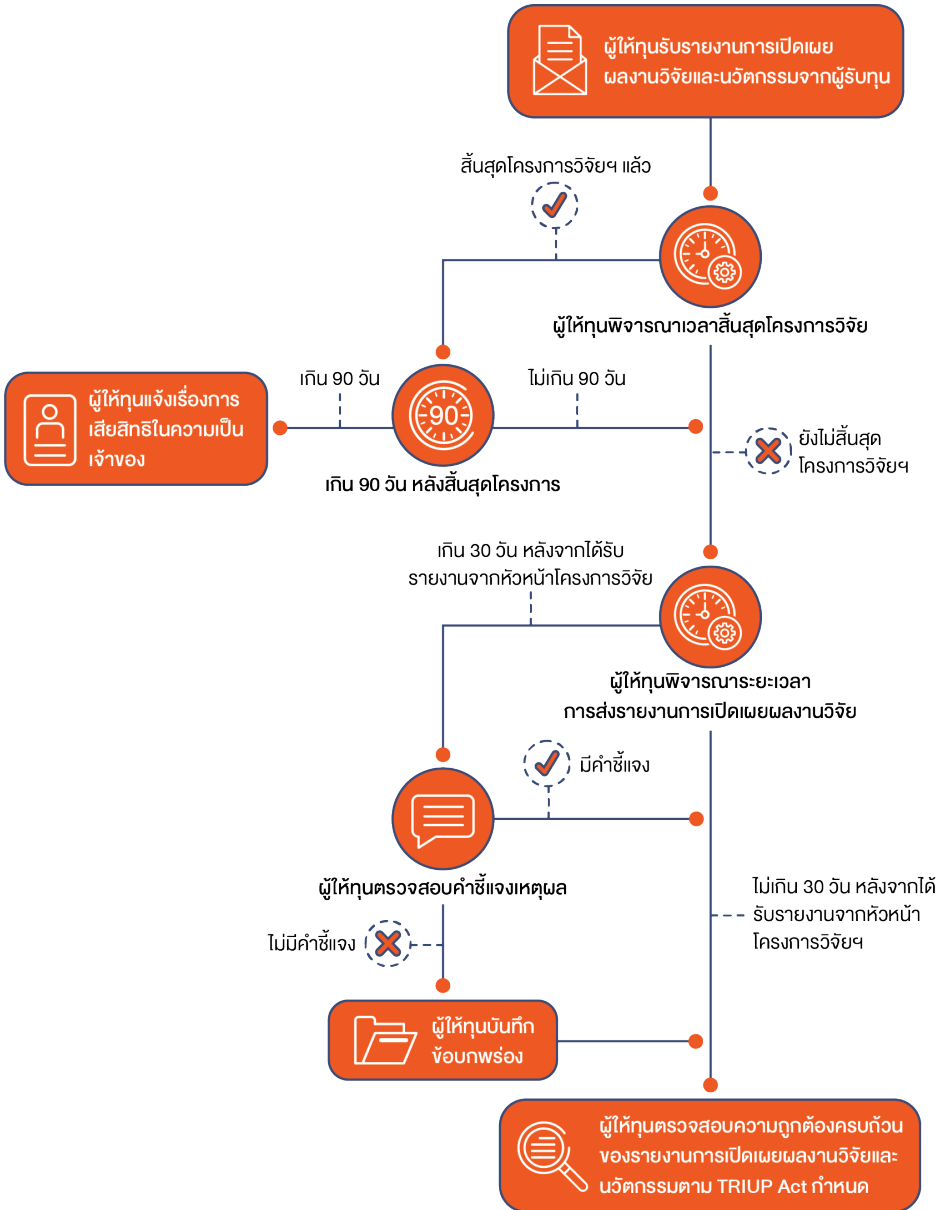 ผู้ให้ทุนรับรายงานการเปิดเผย
ผลงานวิจัยและนวัตกรรมจากผู้รับทุน
สิ้นสุดโครงการวิจัยฯ แล้ว
ผู้ให้ทุนพิจารณาเวลาสิ้นสุดโครงการวิจัย
เกิน 90 วัน
ไม่เกิน 90 วัน
ผู้ให้ทุนแจ้งเรื่องการ
เสียสิทธิในความเป็น
เจ้าของ
90
ยังไม่สิ้นสุด
โครงการวิจัยฯ
เกิน 90 วัน หลังสิ้นสุดโครงการ
เกิน 30 วัน หลังจากได้รับ
รายงานจากหัวหน้าโครงการวิจัย
ผู้ให้ทุนพิจารณาระยะเวลา
การส่งรายงานการเปิดเผยผลงานวิจัย
มีคำชี้แจง
ผู้ให้ทุนตรวจสอบคำชี้แจงเหตุผล
ไม่เกิน 30 วัน หลังจากได้
รับรายงานจากหัวหน้า
โครงการวิจัยฯ
ไม่มีคำชี้แจง
ผู้ให้ทุนบันทึก
ข้อบกพร่อง
ผู้ให้ทุนตรวจสอบความถูกต้องครบถ้วน
ของรายงานการเปิดเผยผลงานวิจัยและ
นวัตกรรมตาม TRIUP Act กำหนด